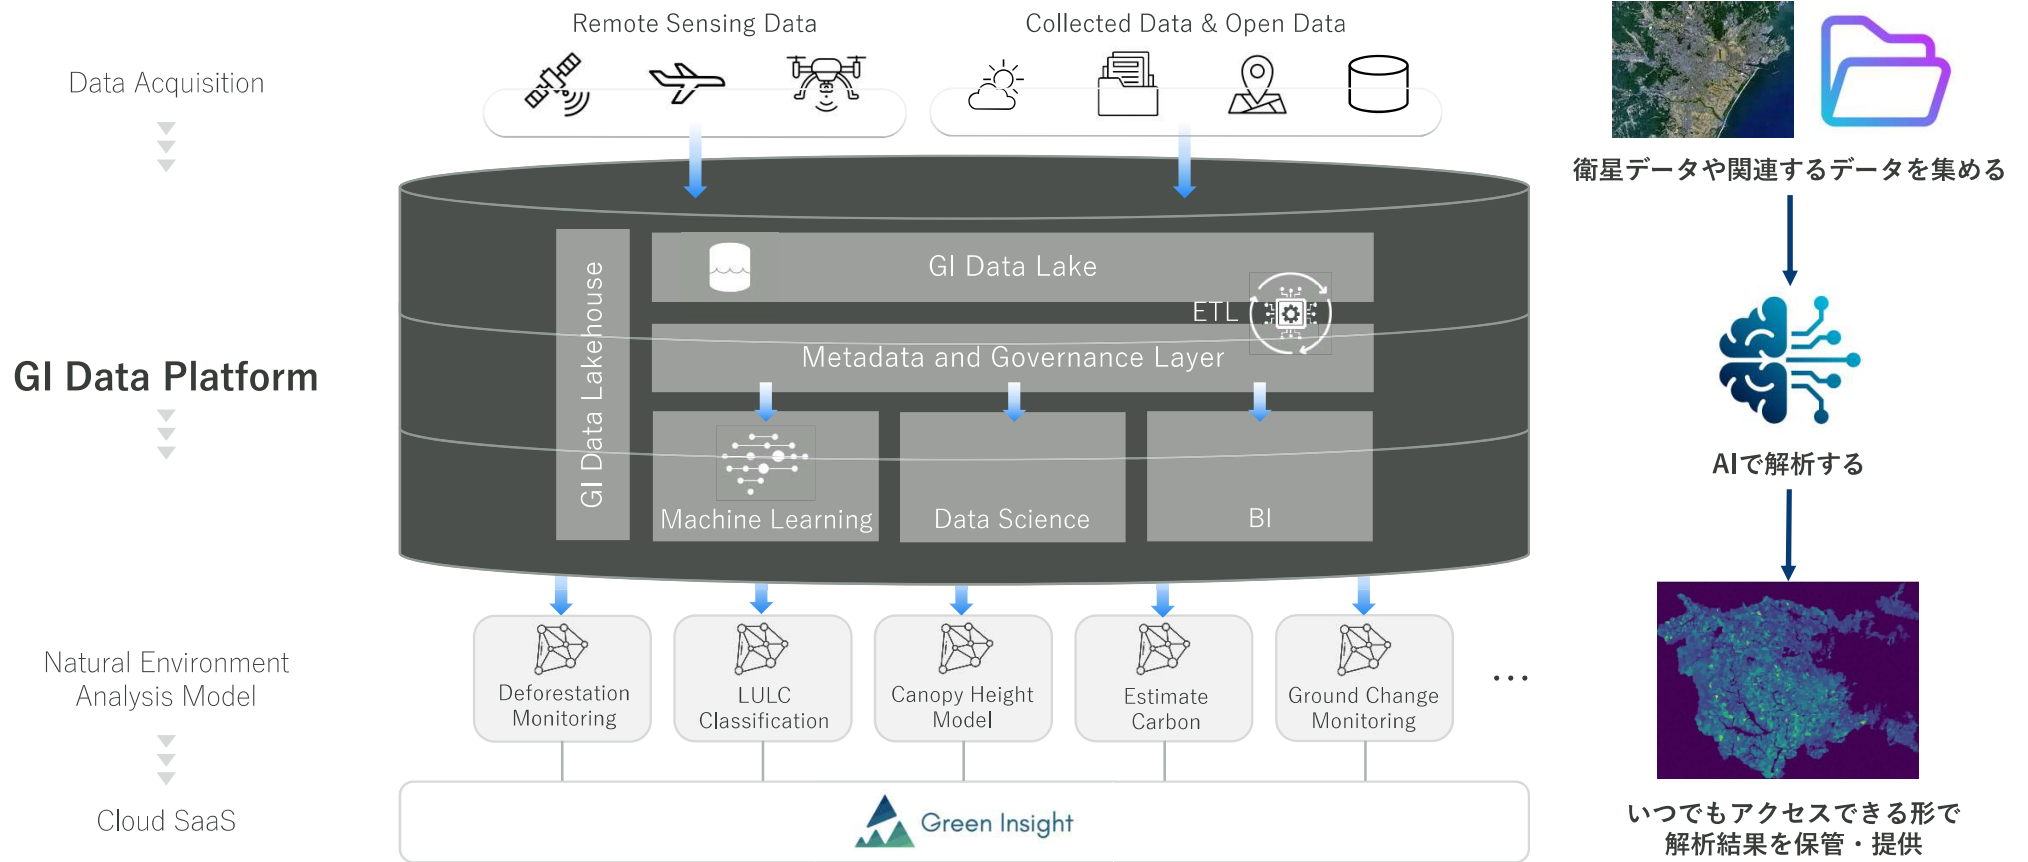 Remote Sensing Data
Collected Data & Open Data
Data Acquisition
衛星データや関連するデータを集める
GI Data Lakehouse
GI Data Lake
ETL
Metadata and Governance Layer
GI Data Platform
AIで解析する
Machine Learning
Data Science
BI
Natural Environment
Analysis Model
Deforestation
Monitoring
LULC
Classification
Canopy Height
Model
Estimate
Carbon
Ground Change
Monitoring
...
Cloud SaaS
Green Insight
いつでもアクセスできる形で
解析結果を保管・提供